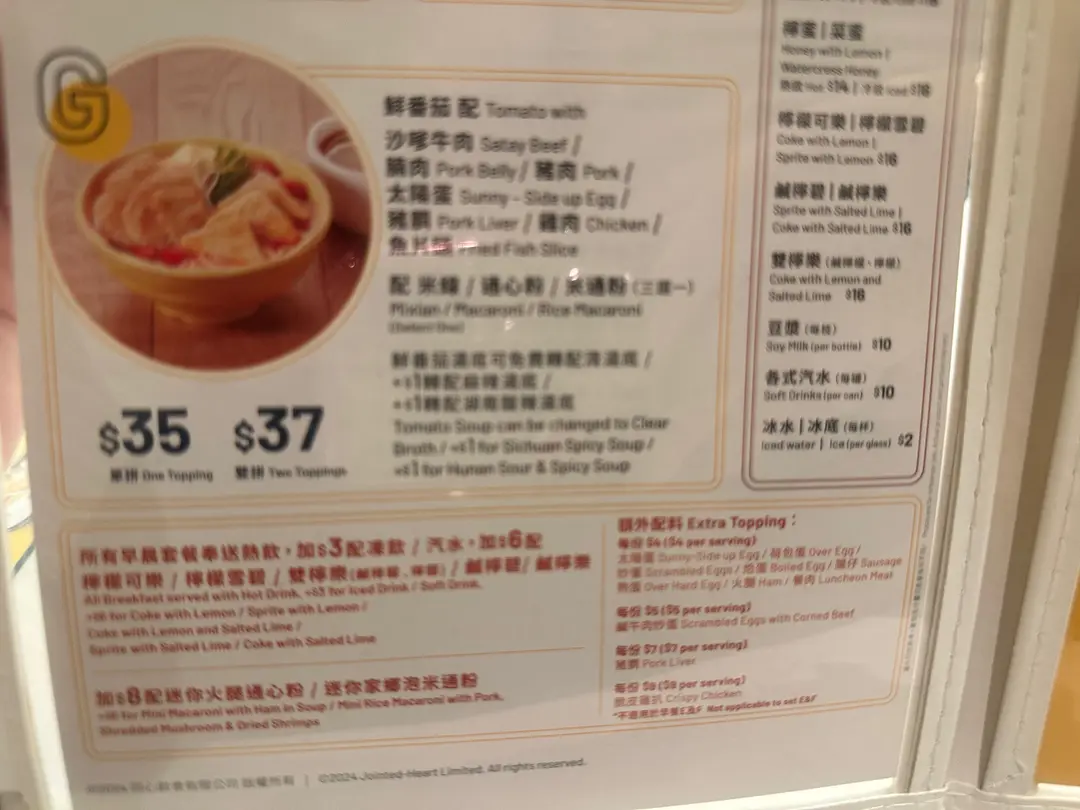 G
鮮番茄 配 Tomato with
沙嗲牛肉 Satay Beef /
腩肉 Pork Belly / 豬肉 Pork /
太陽蛋 Sunny-Side up Egg /
豬膶 Pork Liver / 雞肉 Chicken /
魚片頭 Fried Fish Slice
配 米線 / 通心粉 / 米通粉 (三選一)
Mixian / Macaroni / Rice Macaroni
(Select One)
鮮番茄湯底可免費轉配清湯底 /
+$1轉配麻辣湯底 /
+$1轉配湖南酸辣湯底
Tomato Soup can be changed to Clear
Broth / +$1 for Sichuan Spicy Soup /
+$1 for Hunan Sour & Spicy Soup
$35 $37
單拼 One Topping 雙拼 Two Toppings
檸蜜 | 菜蜜
Honey with Lemon |
Watercress Honey
熱飲 Hot $14 | 冷飲 Iced $16
檸檬可樂 | 檸檬雪碧
Coke with Lemon |
Sprite with Lemon $16
鹹檸碧 | 鹹檸樂
Sprite with Salted Lime |
Coke with Salted Lime $16
雙檸樂 (鹹檸檬、檸檬)
Coke with Lemon and
Salted Lime $16
豆漿 (每枝)
Soy Milk (per bottle) $10
各式汽水 (每罐)
Soft Drinks (per can) $10
冰水 | 冰底 (每杯)
Iced water | Ice (per glass) $2
所有早晨套餐奉送熱飲，加$3配凍飲 / 汽水，加$6配
檸檬可樂 / 檸檬雪碧 / 雙檸樂 (鹹檸檬、檸檬) / 鹹檸碧 / 鹹檸樂
All Breakfast served with Hot Drink, +$3 for Iced Drink / Soft Drink,
+$6 for Coke with Lemon / Sprite with Lemon /
Coke with Lemon and Salted Lime /
Sprite with Salted Lime / Coke with Salted Lime
加$8配迷你火腿通心粉 / 迷你家鄉泡米通粉
+$8 for Mini Macaroni with Ham in Soup / Mini Rice Macaroni with Pork,
Shredded Mushroom & Dried Shrimps
額外配料 Extra Topping：
每份 $4 ($4 per serving)
太陽蛋 Sunny-Side up Egg / 荷包蛋 Over Egg /
炒蛋 Scrambled Eggs / 烚蛋 Boiled Egg / 腸仔 Sausage
熟蛋 Over Hard Egg / 火腿 Ham / 餐肉 Luncheon Meat
每份 $5 ($5 per serving)
鹹牛肉炒蛋 Scrambled Eggs with Corned Beef
每份 $7 ($7 per serving)
豬膶 Pork Liver
每份 $9 ($9 per serving)
脆皮雞扒 Crispy Chicken
*不適用於早餐E及F Not applicable to set E&F
©2024 同心飲食有限公司 版權所有 | ©2024 Jointed-Heart Limited. All rights reserved.